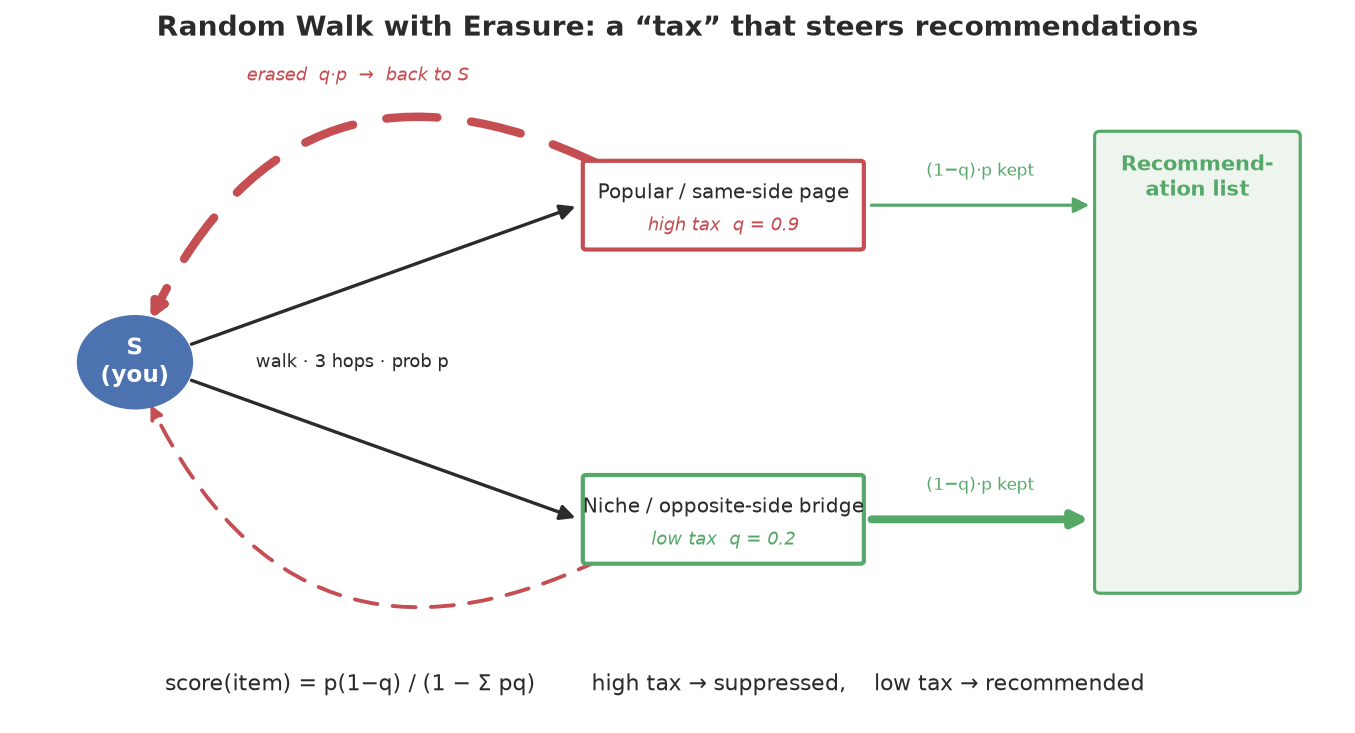 Random Walk with Erasure: a “tax” that steers recommendations
erased q·p → back to S
Popular / same-side page
high tax q = 0.9
(1−q)·p kept
Recommend-
ation list
S
(you)
walk · 3 hops · prob p
Niche / opposite-side bridge
low tax q = 0.2
(1−q)·p kept
score(item) = p(1−q) / (1 − Σ pq) high tax → suppressed, low tax → recommended